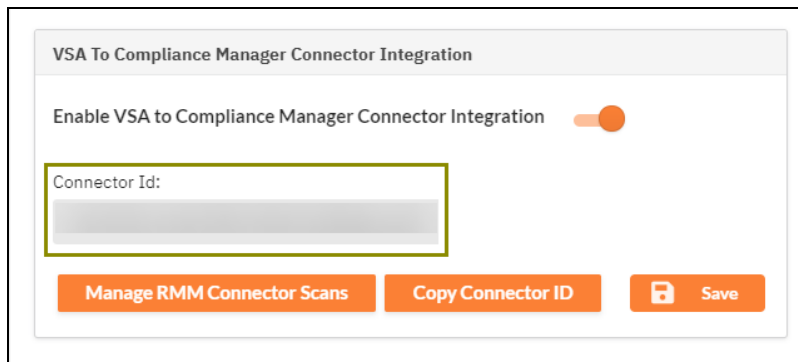 VSA To Compliance Manager Connector Integration
Enable VSA to Compliance Manager Connector Integration
Connector Id:
Manage RMM Connector Scans
Copy Connector ID
Save